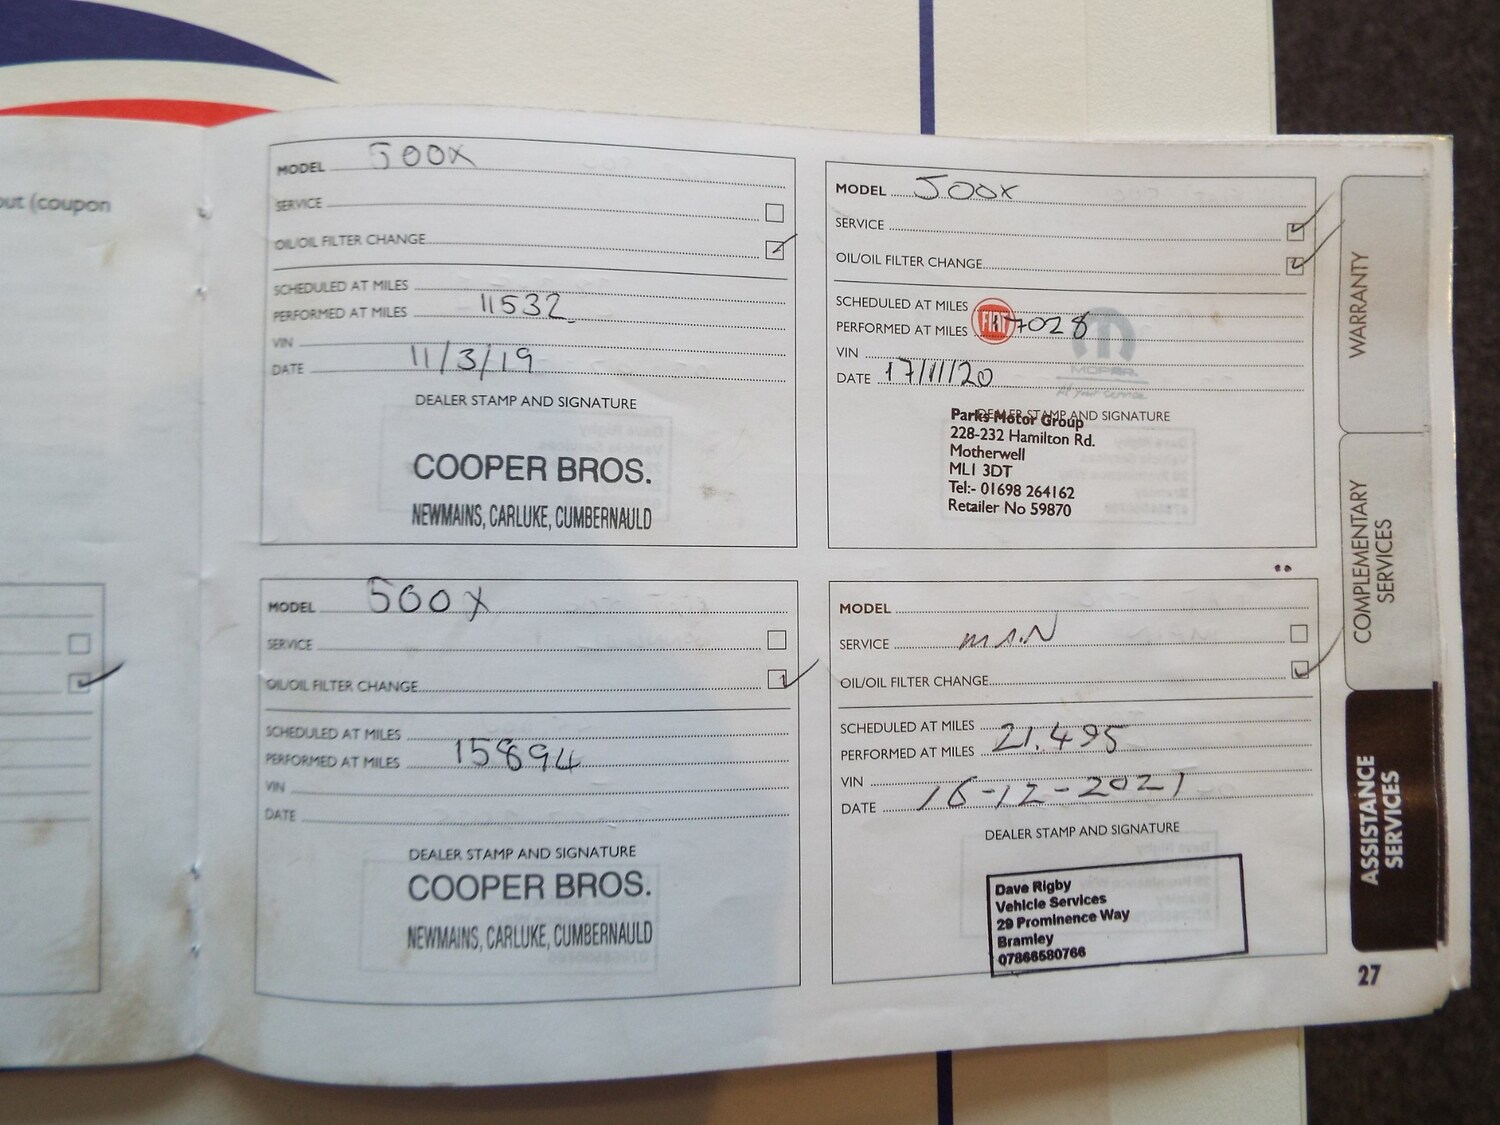 out (coupon
MODEL 500X
SERVICE
OIL/OIL FILTER CHANGE
SCHEDULED AT MILES
PERFORMED AT MILES 11532
VIN
DATE 11/3/19
DEALER STAMP AND SIGNATURE
COOPER BROS.
NEWMAINS, CARLUKE, CUMBERNAULD
MODEL 500X
SERVICE
OIL/OIL FILTER CHANGE
SCHEDULED AT MILES
FIAT
PERFORMED AT MILES 17028
MOPAR
VIN
DATE 17/11/20
DEALER STAMP AND SIGNATURE
Parks Motor Group
228-232 Hamilton Rd.
Motherwell
ML1 3DT
Tel:- 01698 264162
Retailer No 59870
MODEL 500X
SERVICE
OIL/OIL FILTER CHANGE
SCHEDULED AT MILES
PERFORMED AT MILES 15894
VIN
DATE
DEALER STAMP AND SIGNATURE
COOPER BROS.
NEWMAINS, CARLUKE, CUMBERNAULD
MODEL
SERVICE MAN
OIL/OIL FILTER CHANGE
SCHEDULED AT MILES
PERFORMED AT MILES 21.495
VIN
DATE 16-12-2021
DEALER STAMP AND SIGNATURE
Dave Rigby
Vehicle Services
29 Prominence Way
Bramley
07866580766
WARRANTY
COMPLEMENTARY
SERVICES
ASSISTANCE
SERVICES
27